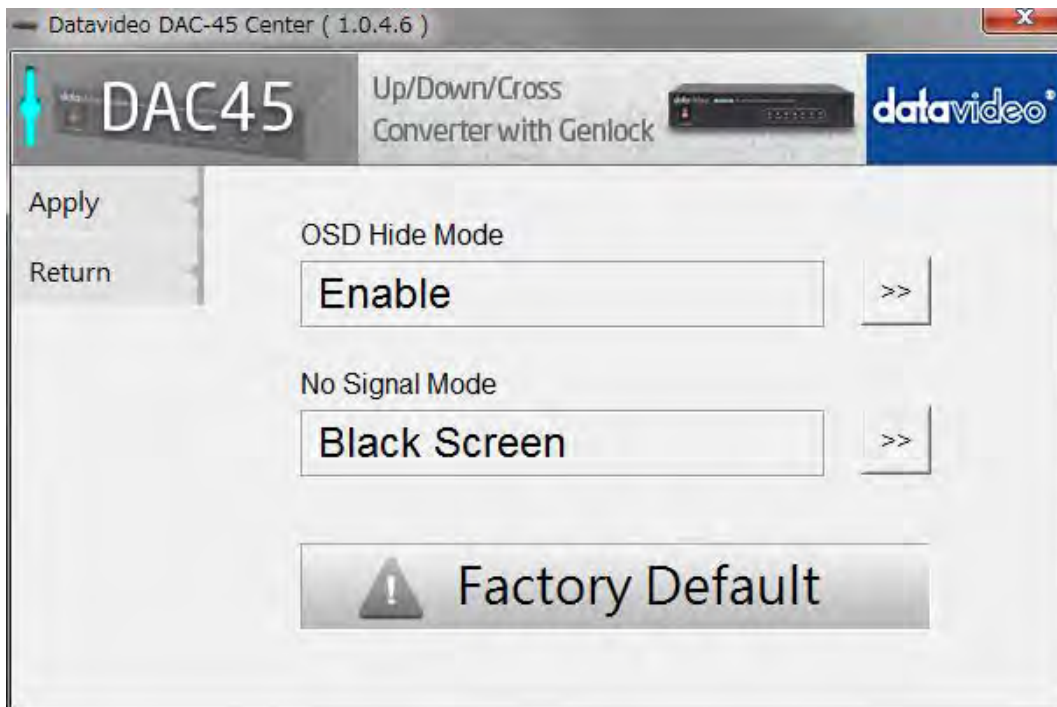 Datavideo DAC-45 Center ( 1.0.4.6 )
X
DAC45
Up/Down/Cross
Converter with Genlock
datavideo®
Apply
Return
OSD Hide Mode
Enable
>>
No Signal Mode
Black Screen
>>
Factory Default